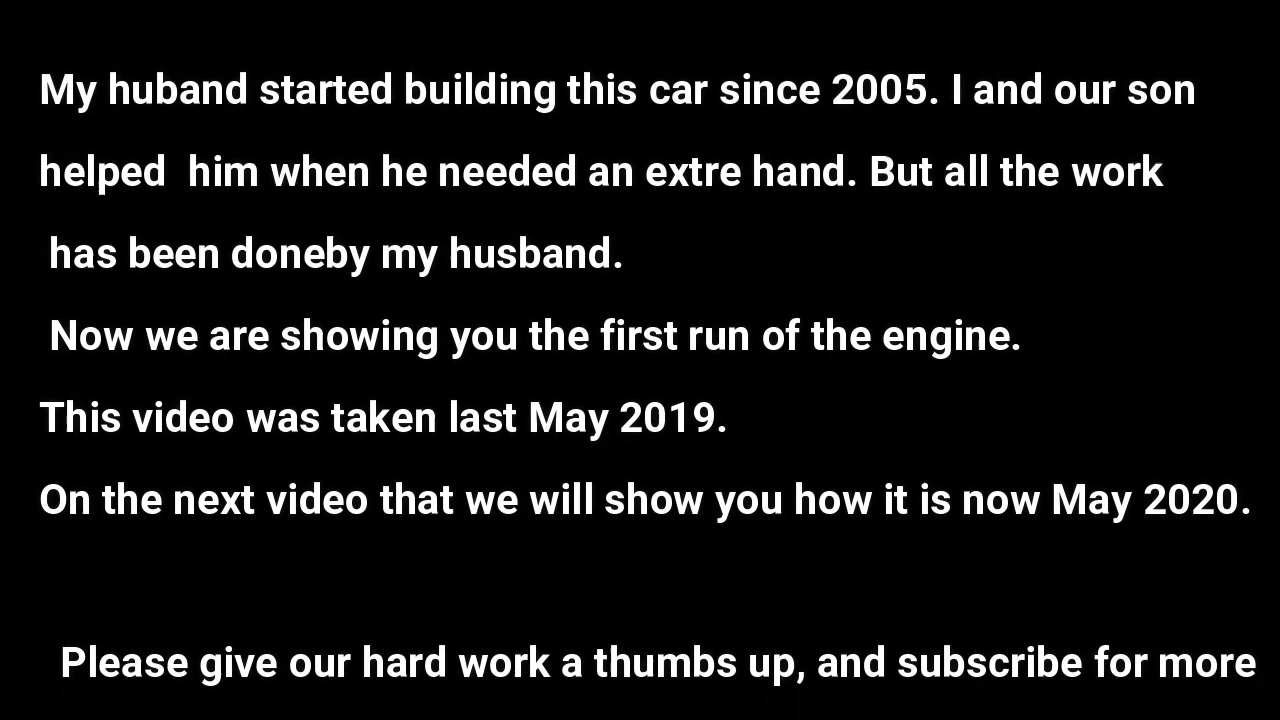 My huband started building this car since 2005. I and our son
helped  him when he needed an extre hand. But all the work
has been doneby my husband.
Now we are showing you the first run of the engine.
This video was taken last May 2019.
On the next video that we will show you how it is now May 2020.
Please give our hard work a thumbs up, and subscribe for more